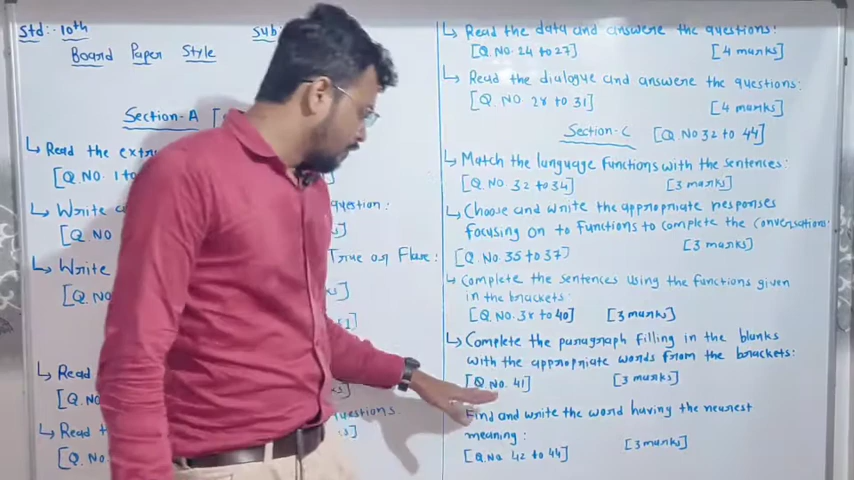 Std:- 10th
Sub
Board Paper Style
Section-A [
↳ Read the
[Q. No. 1 to
↳ Write
question:
[Q. No
↳ Write
True or False:
[Q. No
↳ Read
[Q. No.
↳ Read the
questions:
[Q. No
↳ Read the data and answere the questions:
[Q. No. 24 to 27] [4 marks]
↳ Read the dialogue and answere the questions:
[Q. No 28 to 31] [4 marks]
Section-C [Q. No 32 to 44]
↳ Match the language Functions with the Sentences:
[Q. No 32 to 34] [3 marks]
↳ Choose and write the appropriate responses
focusing on to Functions to complete the Conversations:
[Q. No. 35 to 37] [3 marks]
↳ Complete the Sentences using the Functions given
in the brackets:
[Q. No. 38 to 40] [3 marks]
↳ Complete the paragraph filling in the blanks
with the appropriate words from the brackets:
[Q. No. 41] [3 marks]
Find and write the word having the nearest
meaning:
[Q. No. 42 to 44] [3 marks]